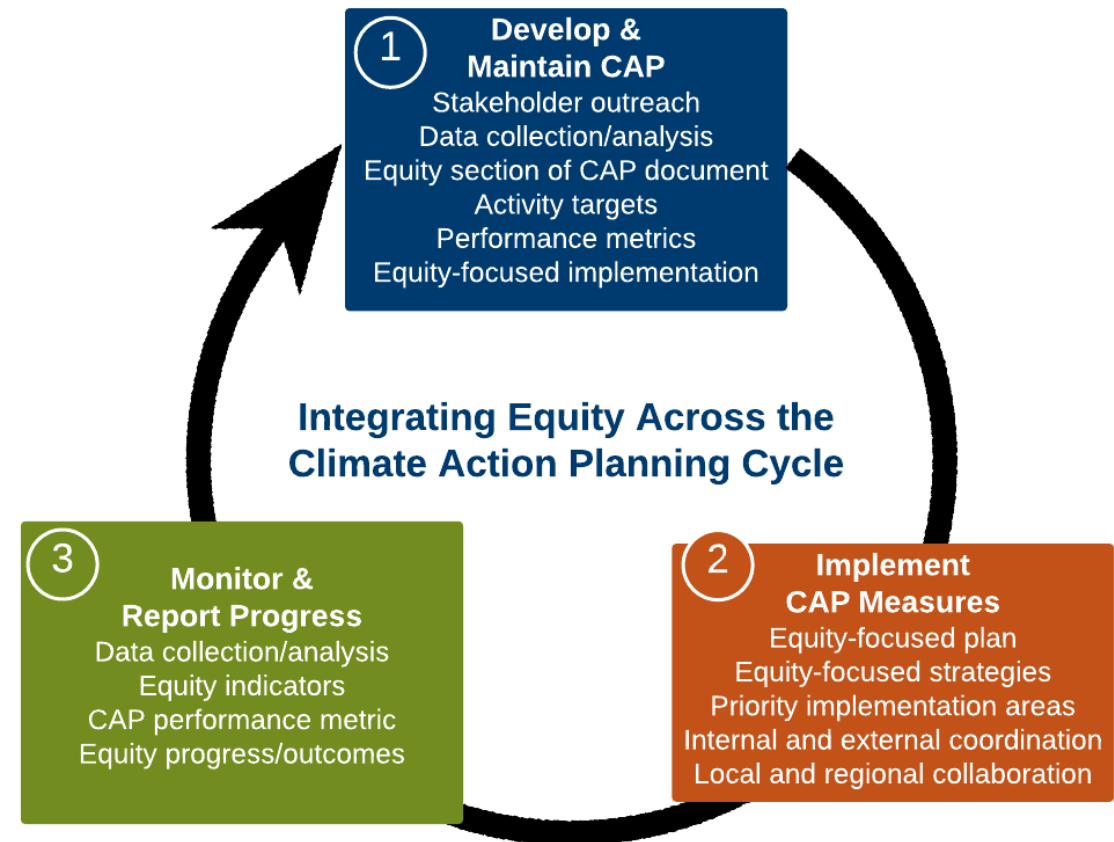 1
Develop &
Maintain CAP
Stakeholder outreach
Data collection/analysis
Equity section of CAP document
Activity targets
Performance metrics
Equity-focused implementation
Integrating Equity Across the
Climate Action Planning Cycle
2
Implement
CAP Measures
Equity-focused plan
Equity-focused strategies
Priority implementation areas
Internal and external coordination
Local and regional collaboration
3
Monitor &
Report Progress
Data collection/analysis
Equity indicators
CAP performance metric
Equity progress/outcomes